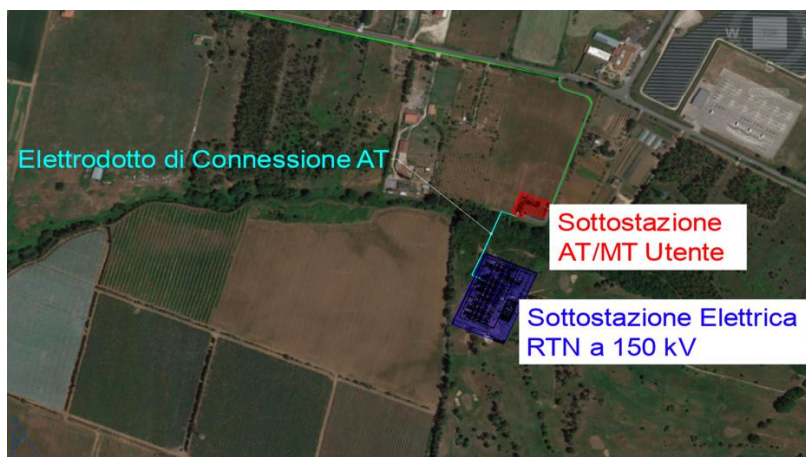 Elettrodotto di Connessione AT
Sottostazione
AT/MT Utente
Sottostazione Elettrica
RTN a 150 kV
W
S